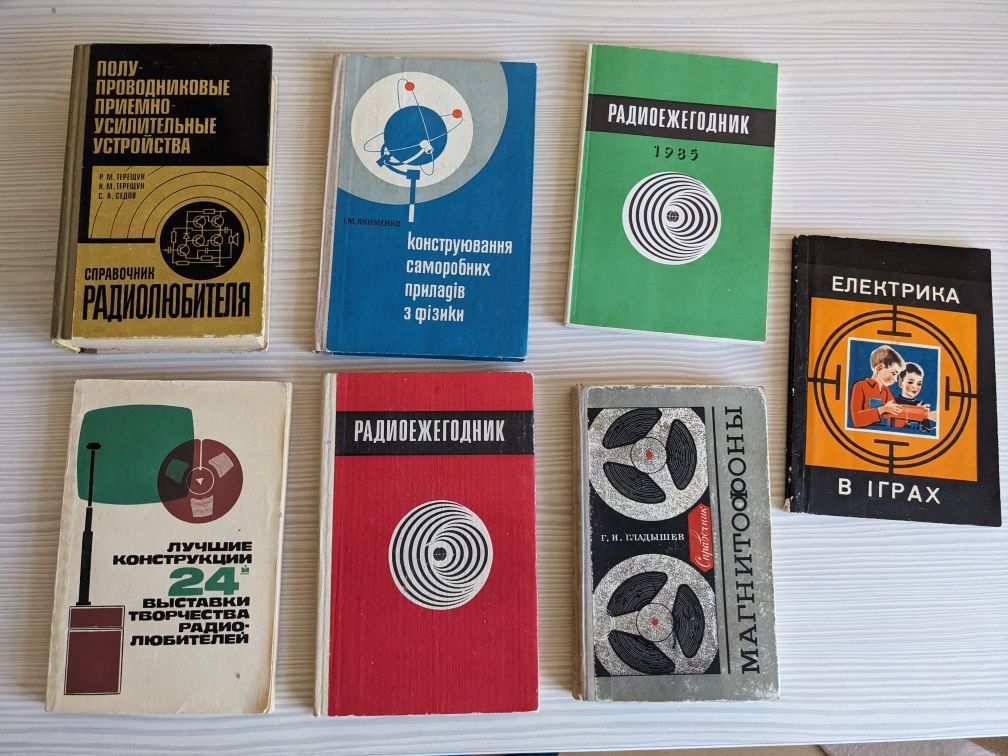 ПОЛУ-
ПРОВОДНИКОВЫЕ
ПРИЕМНО-
УСИЛИТЕЛЬНЫЕ
УСТРОЙСТВА
Р. М. ТЕРЕЩУК
К. М. ТЕРЕЩУК
С. А. СЕДОВ
СПРАВОЧНИК
РАДИОЛЮБИТЕЛЯ
І. М. ЯКИМЕНКО
конструювання
саморобних
приладів
з фізики
РАДИОЕЖЕГОДНИК
1985
ЕЛЕКТРИКА
В ІГРАХ
ЛУЧШИЕ
КОНСТРУКЦИИ
24й
ВЫСТАВКИ
ТВОРЧЕСТВА
РАДИО-
ЛЮБИТЕЛЕЙ
РАДИОЕЖЕГОДНИК
Г. И. ГЛАДЫШЕВ
Справочник
МАГНИТОФОНЫ